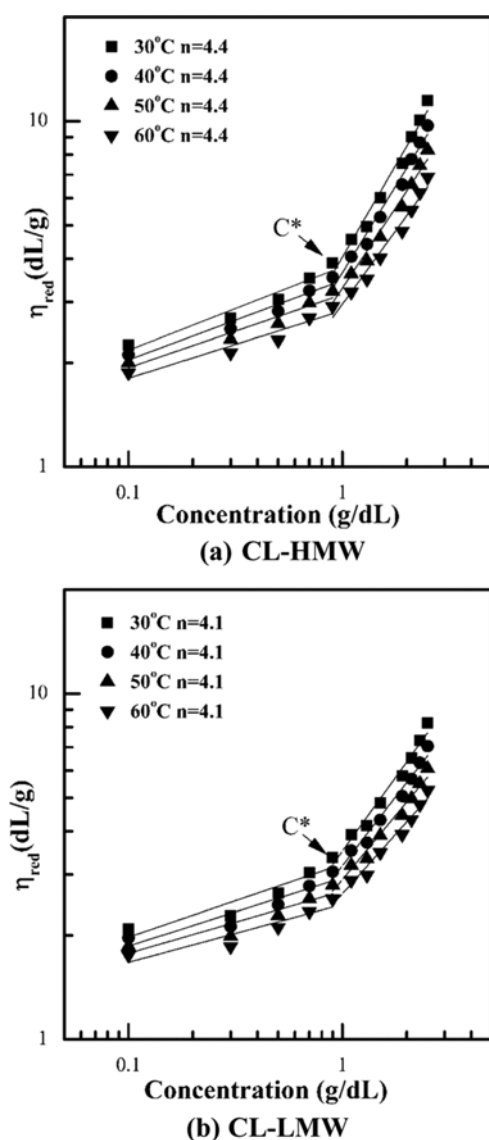 30°C n=4.4
40°C n=4.4
50°C n=4.4
60°C n=4.4
10
C*
ηred(dL/g)
1
0.1 1
Concentration (g/dL)
(a) CL-HMW
30°C n=4.1
40°C n=4.1
50°C n=4.1
60°C n=4.1
10
C*
ηred(dL/g)
1
0.1 1
Concentration (g/dL)
(b) CL-LMW